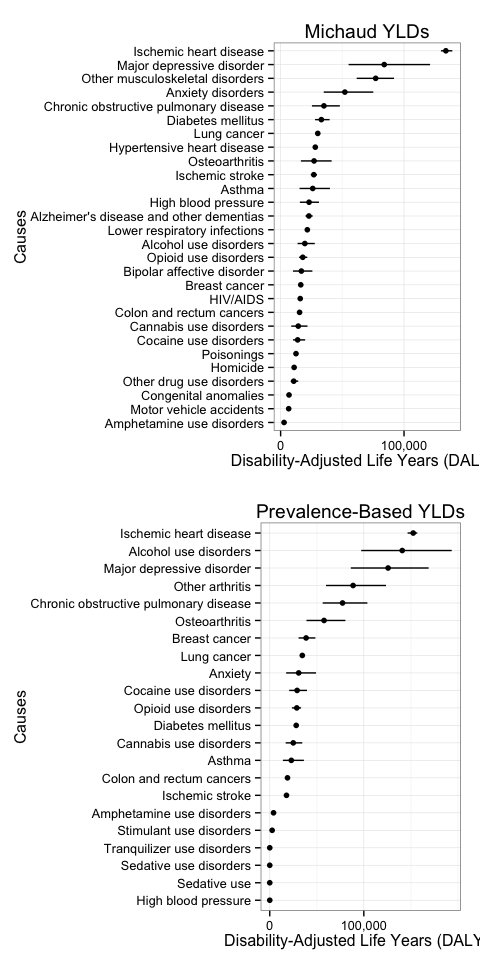 Michaud YLDs
Ischemic heart disease
Major depressive disorder
Other musculoskeletal disorders
Anxiety disorders
Chronic obstructive pulmonary disease
Diabetes mellitus
Lung cancer
Hypertensive heart disease
Osteoarthritis
Ischemic stroke
Asthma
High blood pressure
Alzheimer's disease and other dementias
Lower respiratory infections
Alcohol use disorders
Opioid use disorders
Bipolar affective disorder
Breast cancer
HIV/AIDS
Colon and rectum cancers
Cannabis use disorders
Cocaine use disorders
Poisonings
Homicide
Other drug use disorders
Congenital anomalies
Motor vehicle accidents
Amphetamine use disorders
Causes
0 100,000
Disability-Adjusted Life Years (DAL
Prevalence-Based YLDs
Ischemic heart disease
Alcohol use disorders
Major depressive disorder
Other arthritis
Chronic obstructive pulmonary disease
Osteoarthritis
Breast cancer
Lung cancer
Anxiety
Cocaine use disorders
Opioid use disorders
Diabetes mellitus
Cannabis use disorders
Asthma
Colon and rectum cancers
Ischemic stroke
Amphetamine use disorders
Stimulant use disorders
Tranquilizer use disorders
Sedative use disorders
Sedative use
High blood pressure
Causes
0 100,000
Disability-Adjusted Life Years (DALY